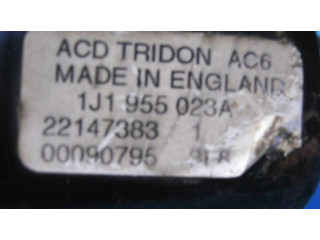 ACD TRIDON AC6
MADE IN ENGLAND
1J1 955 023A
22147383 1
00090795